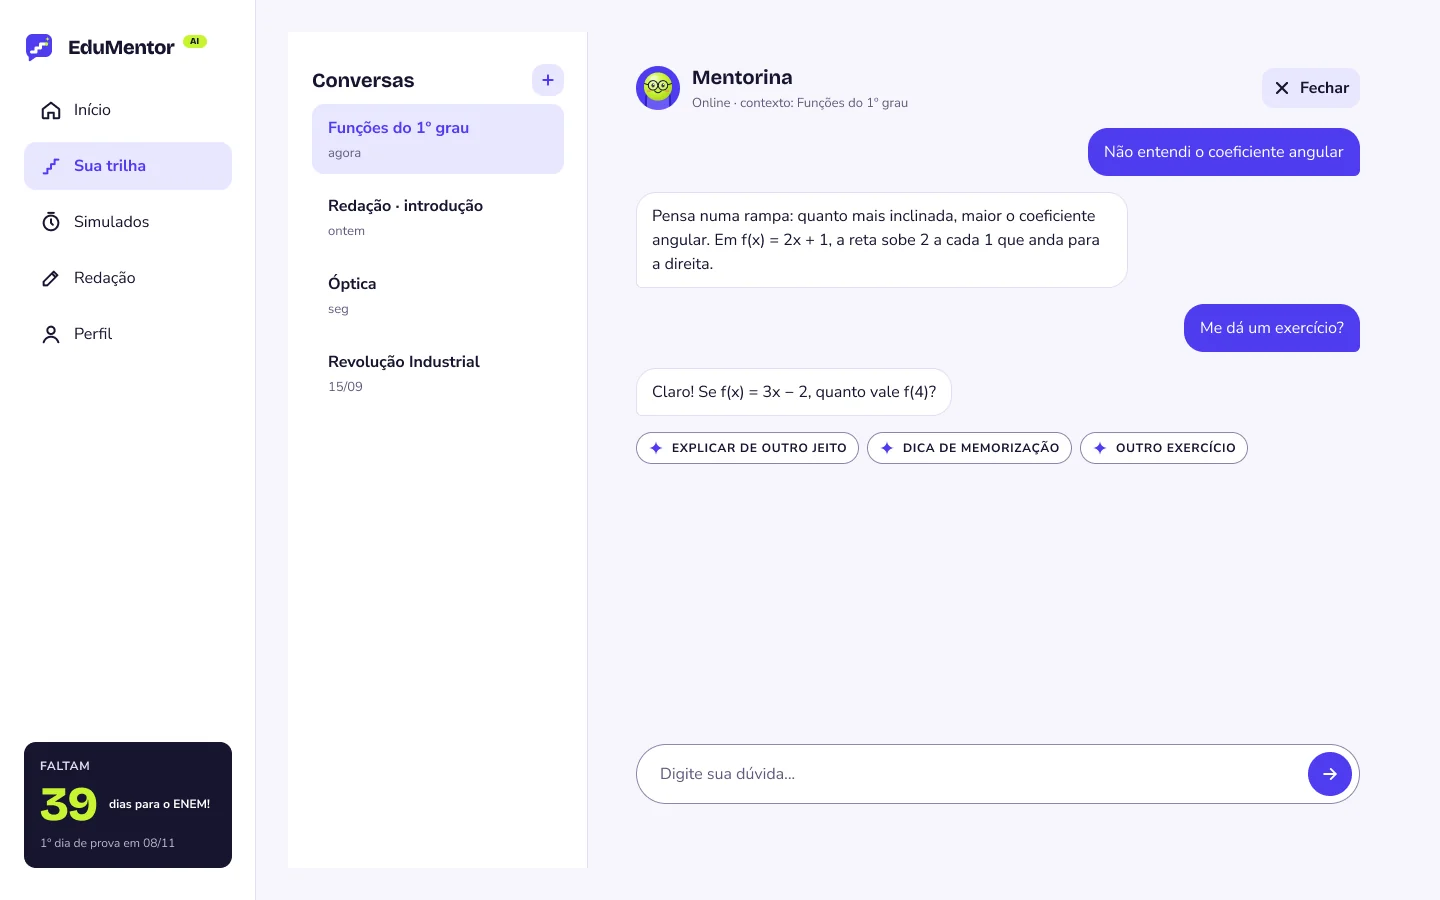 EduMentor AI
Início
Sua trilha
Simulados
Redação
Perfil
FALTAM
39 dias para o ENEM!
1º dia de prova em 08/11
Conversas
Funções do 1º grau
agora
Redação · introdução
ontem
Óptica
seg
Revolução Industrial
15/09
Mentorina
Online · contexto: Funções do 1º grau
Fechar
Não entendi o coeficiente angular
Pensa numa rampa: quanto mais inclinada, maior o coeficiente
angular. Em f(x) = 2x + 1, a reta sobe 2 a cada 1 que anda para
a direita.
Me dá um exercício?
Claro! Se f(x) = 3x − 2, quanto vale f(4)?
EXPLICAR DE OUTRO JEITO
DICA DE MEMORIZAÇÃO
OUTRO EXERCÍCIO
Digite sua dúvida...